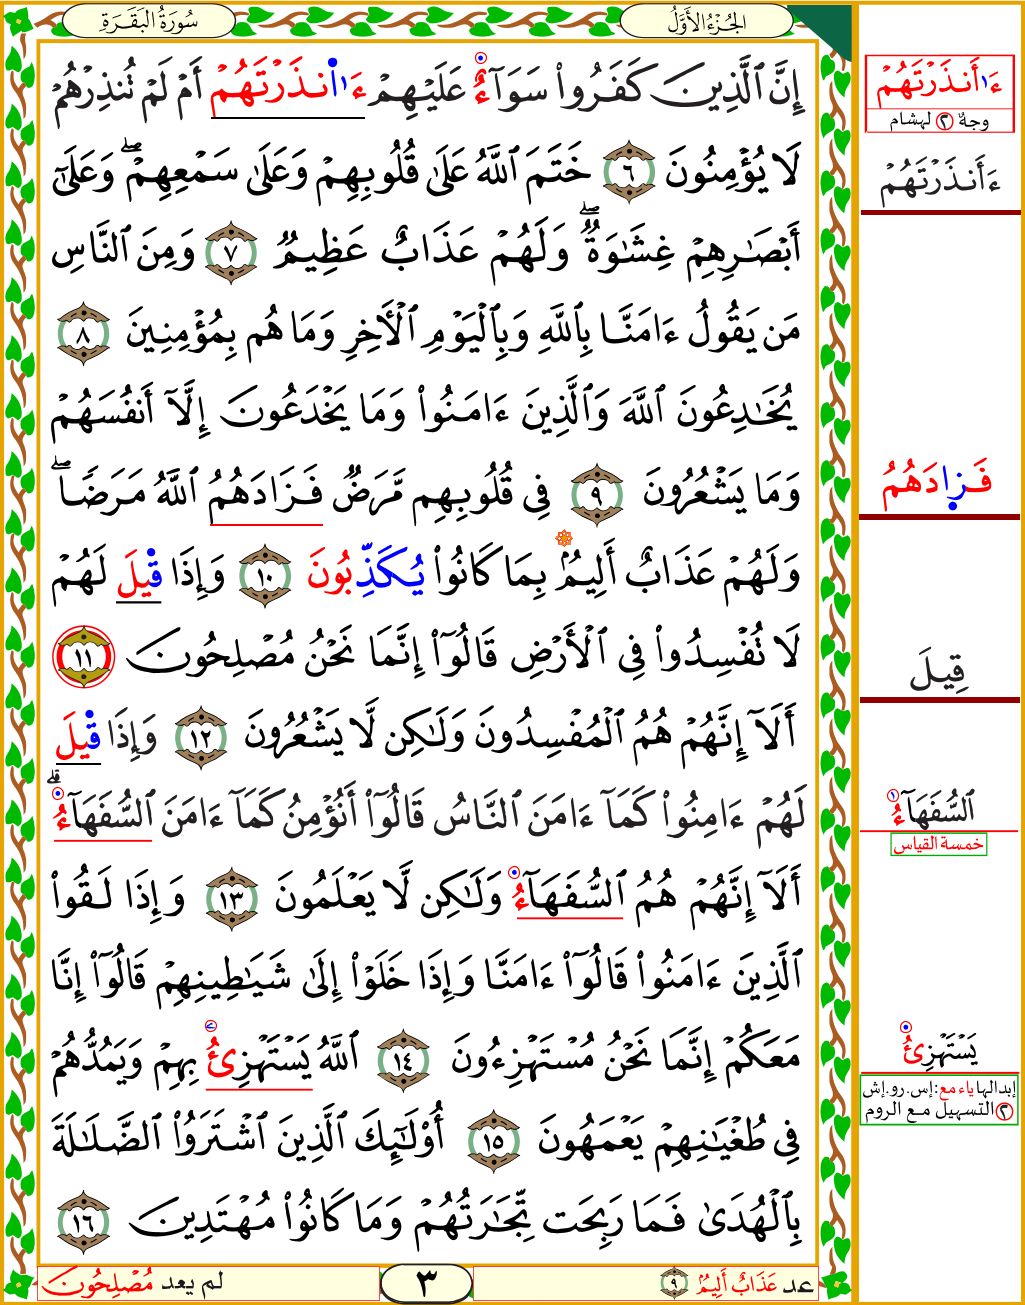 سُورَةُ البَقَرَةِ
الجُزْءُ الأَوَّلُ
إِنَّ ٱلَّذِينَ كَفَرُوا۟ سَوَآءٌ عَلَيْهِمْ ءَا۬نذَرْتَهُمْ أَمْ لَمْ تُنذِرْهُمْ
لَا يُؤْمِنُونَ ٦ خَتَمَ ٱللَّهُ عَلَىٰ قُلُوبِهِمْ وَعَلَىٰ سَمْعِهِمْ ۖ وَعَلَىٰٓ
أَبْصَـٰرِهِمْ غِشَـٰوَةٌ ۖ وَلَهُمْ عَذَابٌ عَظِيمٌ ٧ وَمِنَ ٱلنَّاسِ
مَن يَقُولُ ءَامَنَّا بِٱللَّهِ وَبِٱلْيَوْمِ ٱلْأَخِرِ وَمَا هُم بِمُؤْمِنِينَ ٨
يُخَـٰدِعُونَ ٱللَّهَ وَٱلَّذِينَ ءَامَنُوا۟ وَمَا يَخْدَعُونَ إِلَّآ أَنفُسَهُمْ
وَمَا يَشْعُرُونَ ٩ فِى قُلُوبِهِم مَّرَضٌ فَزَادَهُمُ ٱللَّهُ مَرَضًا ۖ
وَلَهُمْ عَذَابٌ أَلِيمٌۢ بِمَا كَانُوا۟ يُكَذِّبُونَ ١٠ وَإِذَا قِيلَ لَهُمْ
لَا تُفْسِدُوا۟ فِى ٱلْأَرْضِ قَالُوٓا۟ إِنَّمَا نَحْنُ مُصْلِحُونَ ١١
أَلَآ إِنَّهُمْ هُمُ ٱلْمُفْسِدُونَ وَلَـٰكِن لَّا يَشْعُرُونَ ١٢ وَإِذَا قِيلَ
لَهُمْ ءَامِنُوا۟ كَمَآ ءَامَنَ ٱلنَّاسُ قَالُوٓا۟ أَنُؤْمِنُ كَمَآ ءَامَنَ ٱلسُّفَهَآءُ ۗ
أَلَآ إِنَّهُمْ هُمُ ٱلسُّفَهَآءُ وَلَـٰكِن لَّا يَعْلَمُونَ ١٣ وَإِذَا لَقُوا۟
ٱلَّذِينَ ءَامَنُوا۟ قَالُوٓا۟ ءَامَنَّا وَإِذَا خَلَوْا۟ إِلَىٰ شَيَـٰطِينِهِمْ قَالُوٓا۟ إِنَّا
مَعَكُمْ إِنَّمَا نَحْنُ مُسْتَهْزِءُونَ ١٤ ٱللَّهُ يَسْتَهْزِئُ بِهِمْ وَيَمُدُّهُمْ
فِى طُغْيَـٰنِهِمْ يَعْمَهُونَ ١٥ أُو۟لَـٰٓئِكَ ٱلَّذِينَ ٱشْتَرَوُا۟ ٱلضَّلَـٰلَةَ
بِٱلْهُدَىٰ فَمَا رَبِحَت تِّجَـٰرَتُهُمْ وَمَا كَانُوا۟ مُهْتَدِينَ ١٦
عد عَذَابٌ أَلِيمٌۢ ٩
٣
لم يعد مُصْلِحُونَ
ءَا۬أَنذَرْتَهُمْ
وجهٌ ٢ لهشام
ءَأَنذَرْتَهُمْ
فَزَادَهُمُ
قِيلَ
ٱلسُّفَهَآءُ ١
خمسة القياس
يَسْتَهْزِئُ
إبدالها ياء مع: إس. رو. إش
٢ التسهيل مع الروم